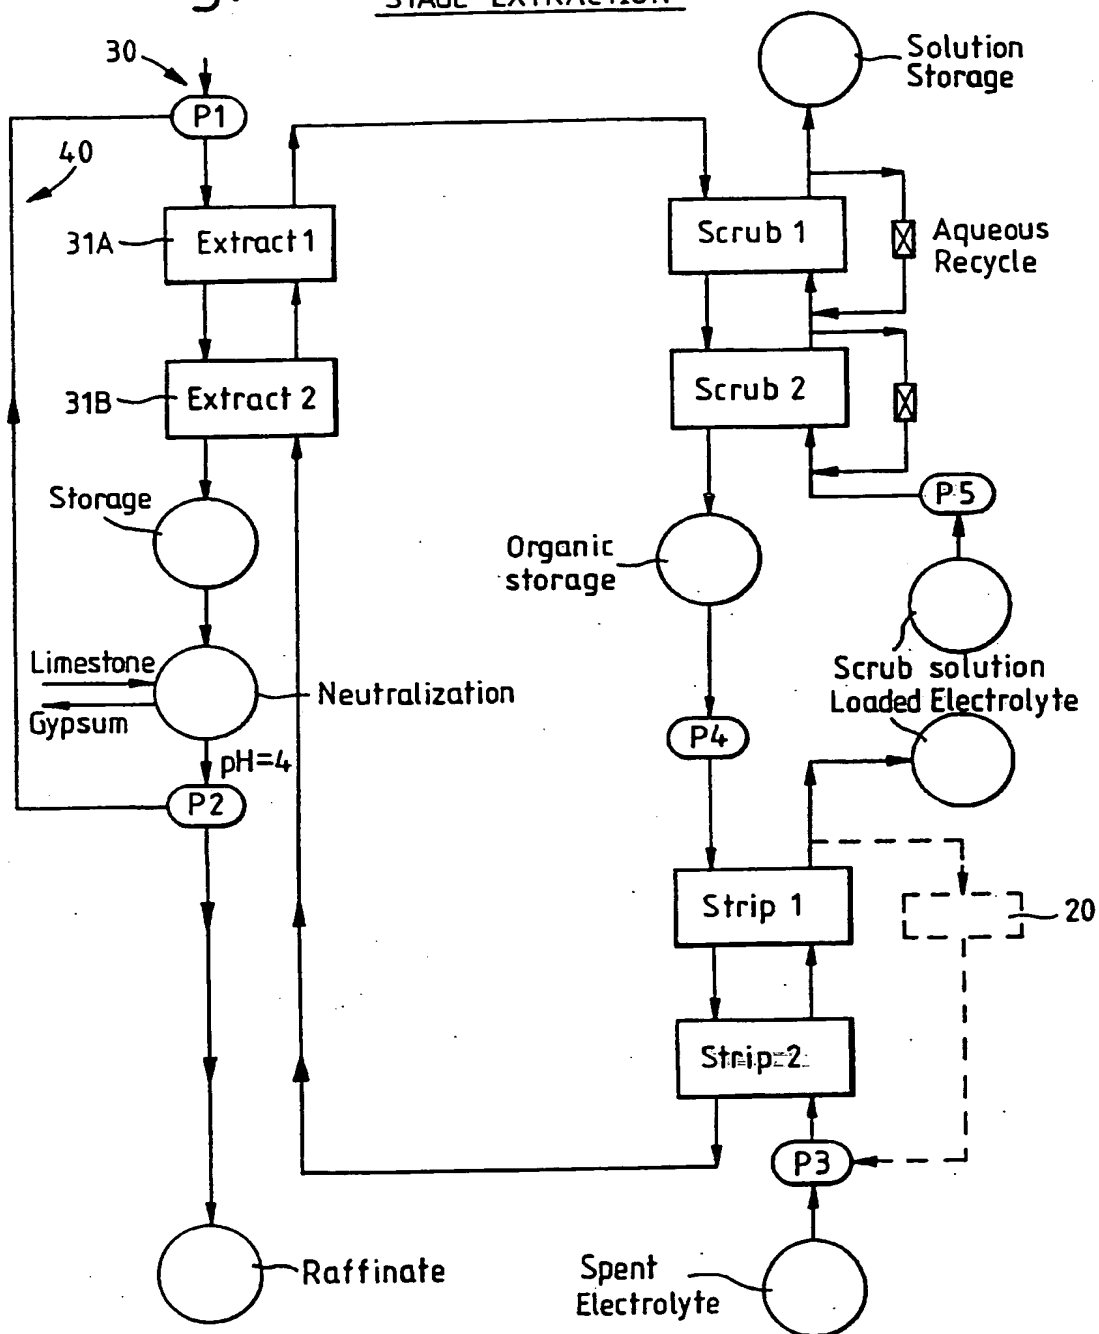 STAGE EXTRACTION
30
P1
40
31A
Extract 1
31B
Extract 2
Storage
Limestone
Gypsum
Neutralization
pH=4
P2
Raffinate
Solution
Storage
Scrub 1
Aqueous
Recycle
Scrub 2
P5
Organic
storage
Scrub solution
Loaded Electrolyte
P4
Strip 1
20
Strip 2
P3
Spent
Electrolyte